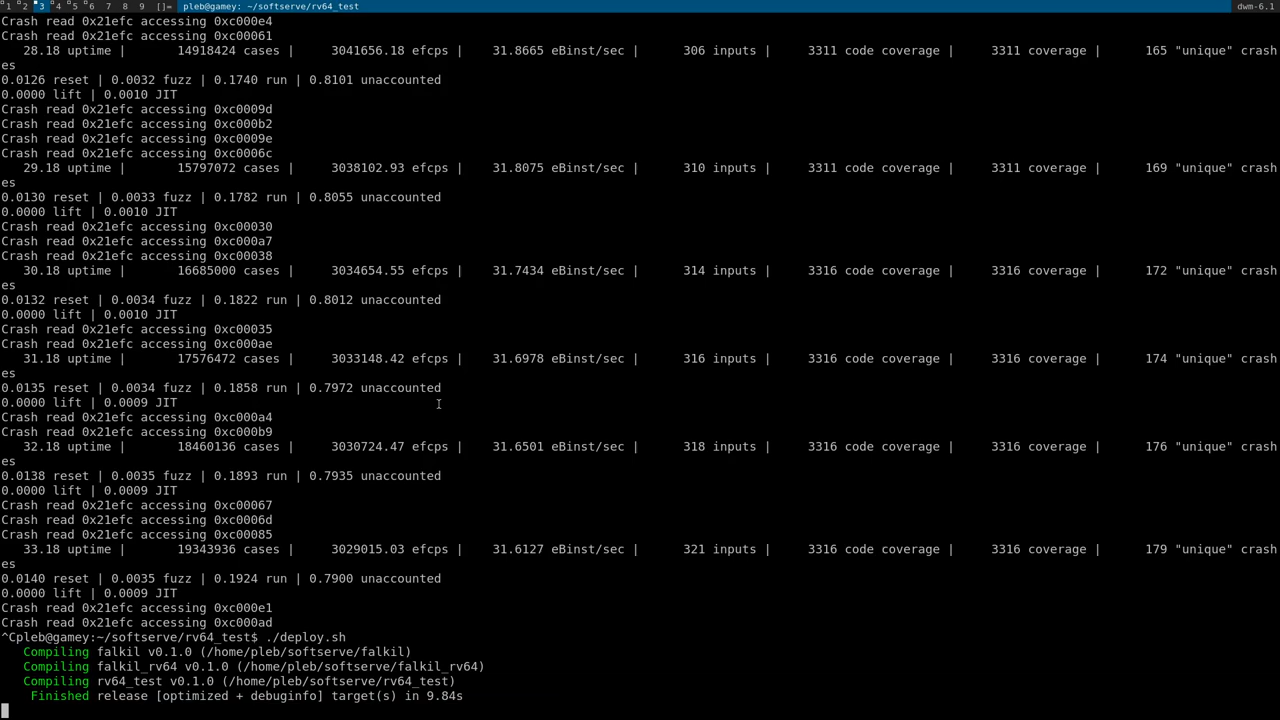 1 2 3 4 5 6 7 8 9 []= pleb@gamey: ~/softserve/rv64_test dwm-6.1
Crash read 0x21efc accessing 0xc000e4
Crash read 0x21efc accessing 0xc00061
28.18 uptime | 14918424 cases | 3041656.18 efcps | 31.8665 eBinst/sec | 306 inputs | 3311 code coverage | 3311 coverage | 165 "unique" crash
es
0.0126 reset | 0.0032 fuzz | 0.1740 run | 0.8101 unaccounted
0.0000 lift | 0.0010 JIT
Crash read 0x21efc accessing 0xc0009d
Crash read 0x21efc accessing 0xc000b2
Crash read 0x21efc accessing 0xc0009e
Crash read 0x21efc accessing 0xc0006c
29.18 uptime | 15797072 cases | 3038102.93 efcps | 31.8075 eBinst/sec | 310 inputs | 3311 code coverage | 3311 coverage | 169 "unique" crash
es
0.0130 reset | 0.0033 fuzz | 0.1782 run | 0.8055 unaccounted
0.0000 lift | 0.0010 JIT
Crash read 0x21efc accessing 0xc00030
Crash read 0x21efc accessing 0xc000a7
Crash read 0x21efc accessing 0xc00038
30.18 uptime | 16685000 cases | 3034654.55 efcps | 31.7434 eBinst/sec | 314 inputs | 3316 code coverage | 3316 coverage | 172 "unique" crash
es
0.0132 reset | 0.0034 fuzz | 0.1822 run | 0.8012 unaccounted
0.0000 lift | 0.0010 JIT
Crash read 0x21efc accessing 0xc00035
Crash read 0x21efc accessing 0xc000ae
31.18 uptime | 17576472 cases | 3033148.42 efcps | 31.6978 eBinst/sec | 316 inputs | 3316 code coverage | 3316 coverage | 174 "unique" crash
es
0.0135 reset | 0.0034 fuzz | 0.1858 run | 0.7972 unaccounted
0.0000 lift | 0.0009 JIT
Crash read 0x21efc accessing 0xc000a4
Crash read 0x21efc accessing 0xc000b9
32.18 uptime | 18460136 cases | 3030724.47 efcps | 31.6501 eBinst/sec | 318 inputs | 3316 code coverage | 3316 coverage | 176 "unique" crash
es
0.0138 reset | 0.0035 fuzz | 0.1893 run | 0.7935 unaccounted
0.0000 lift | 0.0009 JIT
Crash read 0x21efc accessing 0xc00067
Crash read 0x21efc accessing 0xc0006d
Crash read 0x21efc accessing 0xc00085
33.18 uptime | 19343936 cases | 3029015.03 efcps | 31.6127 eBinst/sec | 321 inputs | 3316 code coverage | 3316 coverage | 179 "unique" crash
es
0.0140 reset | 0.0035 fuzz | 0.1924 run | 0.7900 unaccounted
0.0000 lift | 0.0009 JIT
Crash read 0x21efc accessing 0xc000e1
Crash read 0x21efc accessing 0xc000ad
^Cpleb@gamey:~/softserve/rv64_test$ ./deploy.sh
Compiling falkil v0.1.0 (/home/pleb/softserve/falkil)
Compiling falkil_rv64 v0.1.0 (/home/pleb/softserve/falkil_rv64)
Compiling rv64_test v0.1.0 (/home/pleb/softserve/rv64_test)
Finished release [optimized + debuginfo] target(s) in 9.84s